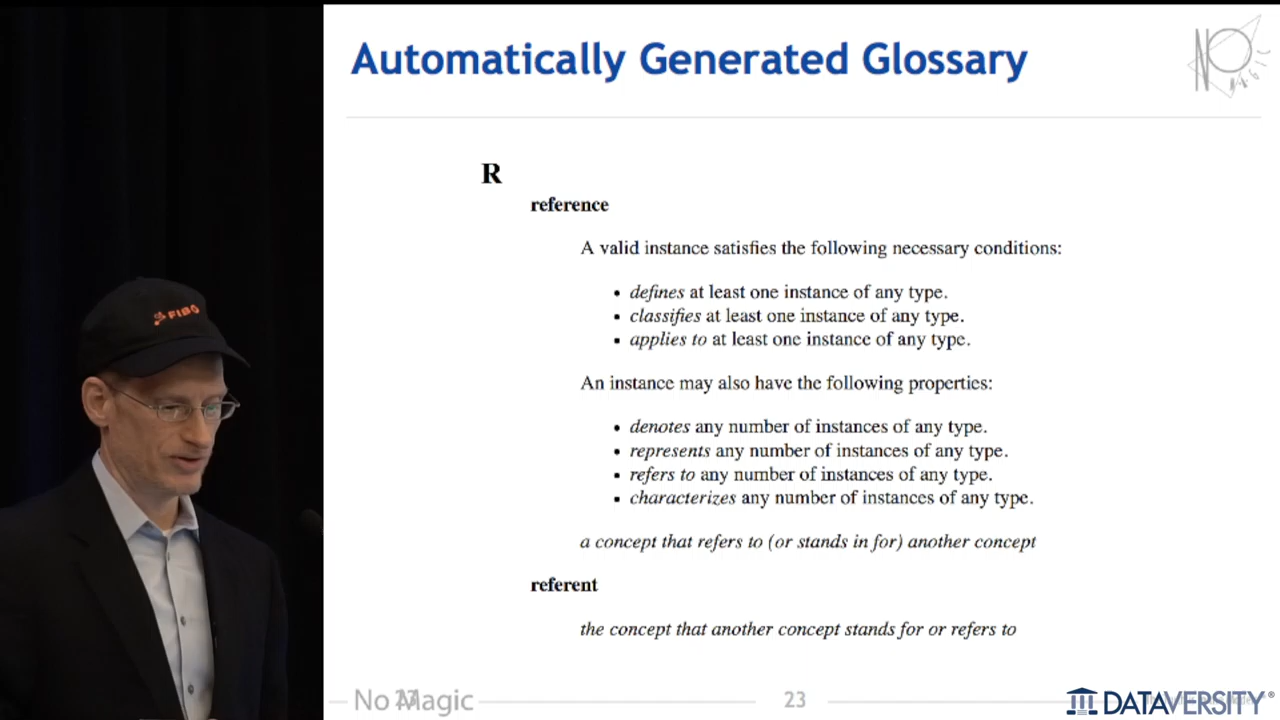 Automatically Generated Glossary
NO MAGIC
R
reference
A valid instance satisfies the following necessary conditions:
▪ defines at least one instance of any type.
▪ classifies at least one instance of any type.
▪ applies to at least one instance of any type.
An instance may also have the following properties:
▪ denotes any number of instances of any type.
▪ represents any number of instances of any type.
▪ refers to any number of instances of any type.
▪ characterizes any number of instances of any type.
a concept that refers to (or stands in for) another concept
referent
the concept that another concept stands for or refers to
FIBO
No Magic
23
23
DATAVERSITY®